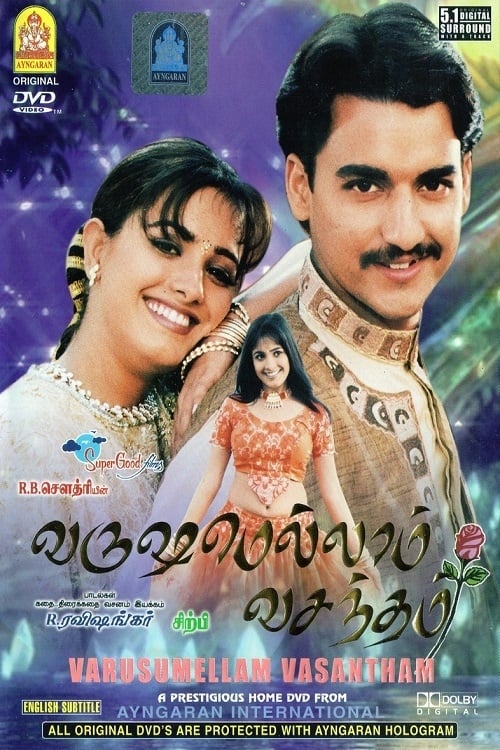 AYNGARAN
ORIGINAL
DVD
VIDEO TM
AYNGARAN
5.1 ORIGINAL DIGITAL
SURROUND
Super Good films
R.B.சௌத்ரியின்
வருஷமெல்லாம்
வசந்தம்
பாடல்கள்
கதை திரைக்கதை வசனம் இயக்கம்
R.ரவிஷங்கர்
சிற்பி
VARUSUMELLAM VASANTHAM
A PRESTIGIOUS HOME DVD FROM
AYNGARAN INTERNATIONAL
ENGLISH SUBTITLE
DOLBY
DIGITAL
ALL ORIGINAL DVD'S ARE PROTECTED WITH AYNGARAN HOLOGRAM